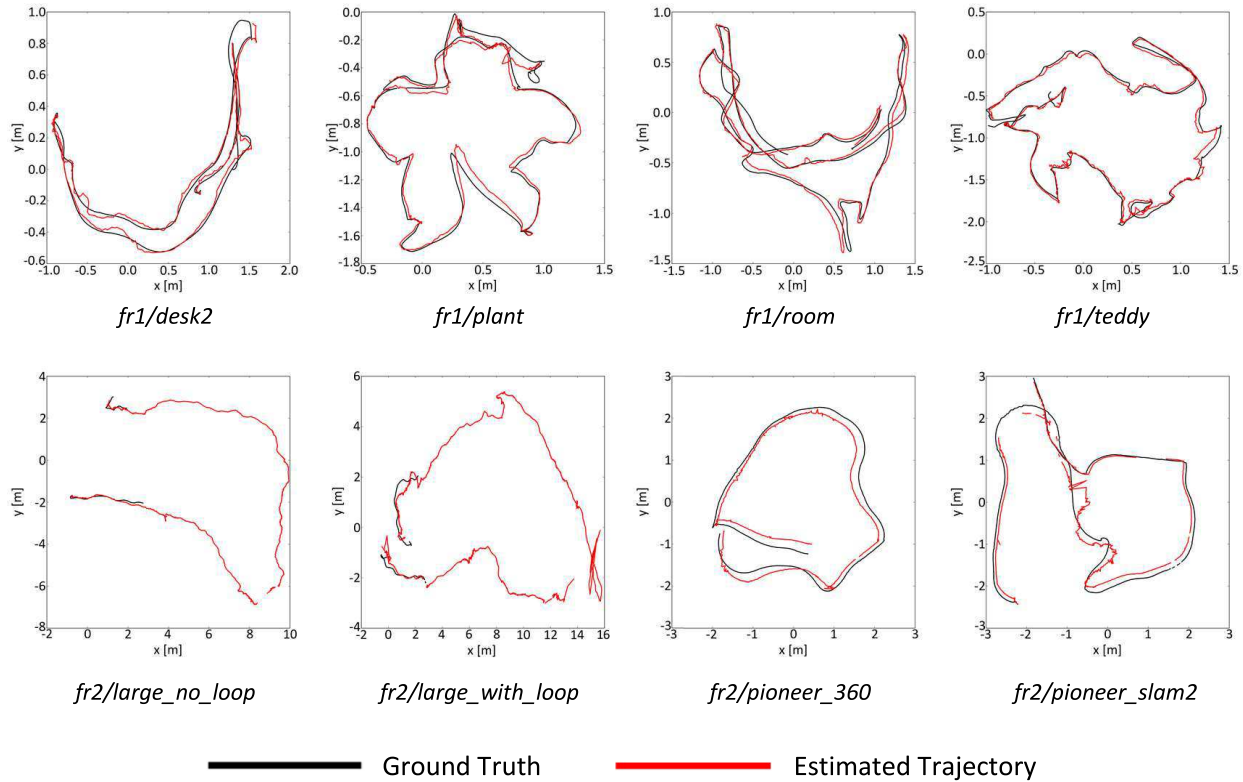 1.0
0.8
0.6
0.4
0.2
0.0
-0.2
-0.4
-0.6
y [m]
-1.0 -0.5 0.0 0.5 1.0 1.5 2.0
x [m]
fr1/desk2
0.0
-0.2
-0.4
-0.6
-0.8
-1.0
-1.2
-1.4
-1.6
-1.8
y [m]
-0.5 0.0 0.5 1.0 1.5
x [m]
fr1/plant
1.0
0.5
0.0
-0.5
-1.0
-1.5
y [m]
-1.5 -1.0 -0.5 0.0 0.5 1.0 1.5
x [m]
fr1/room
0.5
0.0
-0.5
-1.0
-1.5
-2.0
-2.5
y [m]
-1.0 -0.5 0.0 0.5 1.0 1.5
x [m]
fr1/teddy
4
2
0
-2
-4
-6
-8
y [m]
-2 0 2 4 6 8 10
x [m]
fr2/large_no_loop
6
4
2
0
-2
-4
y [m]
-2 0 2 4 6 8 10 12 14 16
x [m]
fr2/large_with_loop
3
2
1
0
-1
-2
-3
y [m]
-3 -2 -1 0 1 2 3
x [m]
fr2/pioneer_360
3
2
1
0
-1
-2
-3
y [m]
-3 -2 -1 0 1 2 3
x [m]
fr2/pioneer_slam2
Ground Truth
Estimated Trajectory